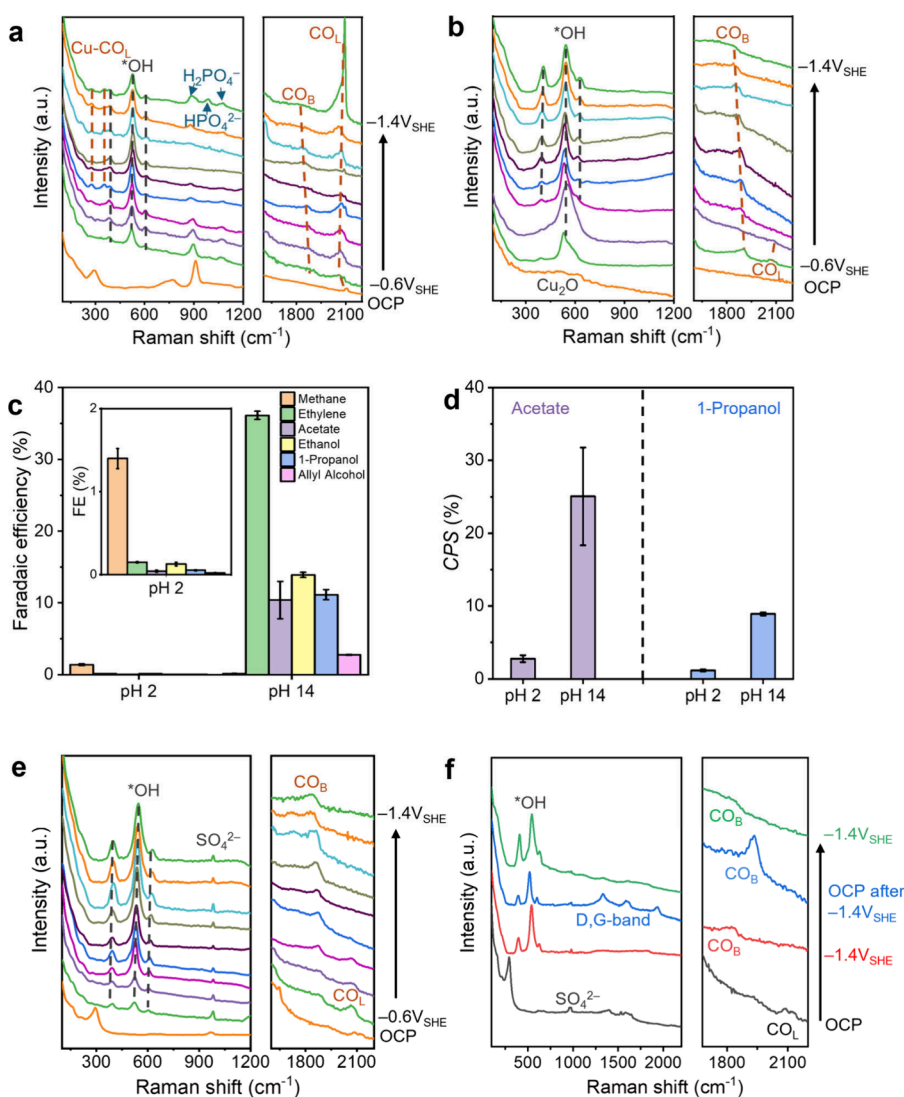 a
Cu–CO_L
*OH
H₂PO₄⁻
HPO₄²⁻
CO_L
CO_B
–1.4V_SHE
–0.6V_SHE
OCP
Intensity (a.u.)
300 600 900 1200 1800 2100
Raman shift (cm⁻¹)
b
*OH
CO_B
–1.4V_SHE
Cu₂O
CO_L
–0.6V_SHE
OCP
Intensity (a.u.)
300 600 900 1200 1800 2100
Raman shift (cm⁻¹)
c
Faradaic efficiency (%)
40
30
20
10
0
FE (%)
2
1
0
pH 2
Methane
Ethylene
Acetate
Ethanol
1-Propanol
Allyl Alcohol
pH 2 pH 14
d
CPS (%)
40
30
20
10
0
Acetate 1-Propanol
pH 2 pH 14 pH 2 pH 14
e
*OH
SO₄²⁻
CO_B
–1.4V_SHE
CO_L
–0.6V_SHE
OCP
Intensity (a.u.)
300 600 900 1200 1800 2100
Raman shift (cm⁻¹)
f
*OH
D,G-band
SO₄²⁻
CO_B
–1.4V_SHE
CO_B
OCP after
–1.4V_SHE
CO_B
–1.4V_SHE
CO_L
OCP
Intensity (a.u.)
500 1000 1500 2000 1800 2100
Raman shift (cm⁻¹)